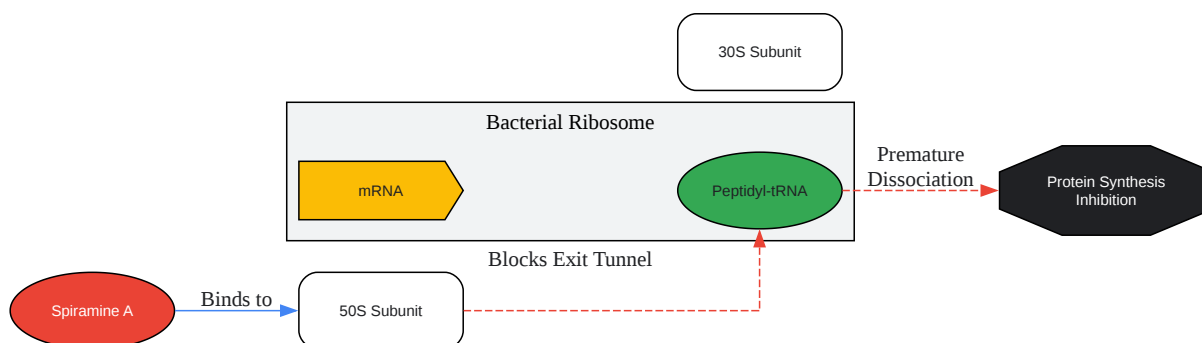 30S Subunit
Bacterial Ribosome
mRNA
Peptidyl-tRNA
Premature
Dissociation
Protein Synthesis
Inhibition
Blocks Exit Tunnel
Spiramine A
Binds to
50S Subunit